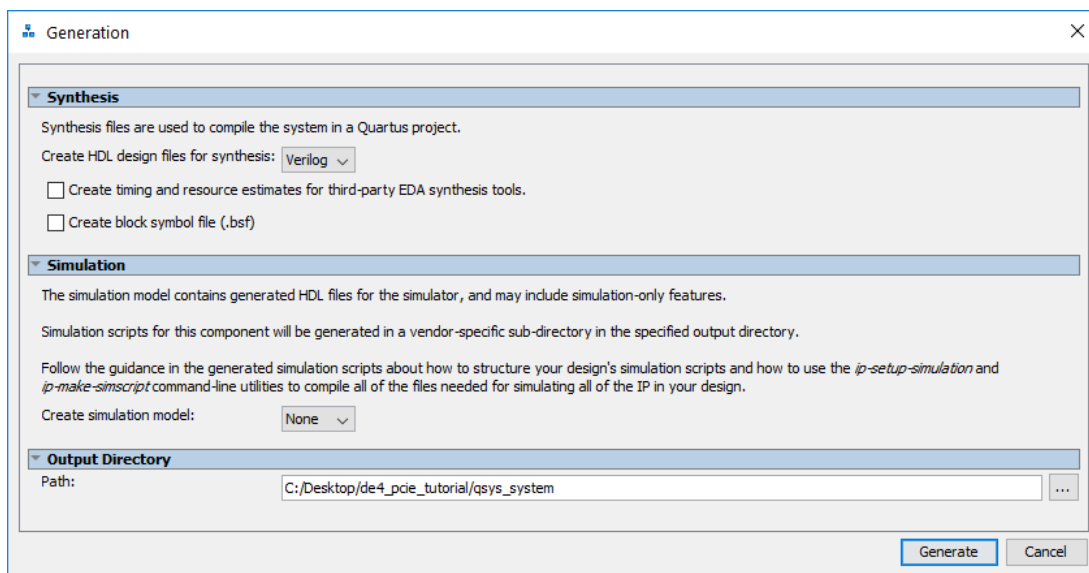 Generation
Synthesis
Synthesis files are used to compile the system in a Quartus project.
Create HDL design files for synthesis: Verilog
Create timing and resource estimates for third-party EDA synthesis tools.
Create block symbol file (.bsf)
Simulation
The simulation model contains generated HDL files for the simulator, and may include simulation-only features.
Simulation scripts for this component will be generated in a vendor-specific sub-directory in the specified output directory.
Follow the guidance in the generated simulation scripts about how to structure your design's simulation scripts and how to use the ip-setup-simulation and
ip-make-simscript command-line utilities to compile all of the files needed for simulating all of the IP in your design.
Create simulation model: None
Output Directory
Path: C:/Desktop/de4_pcie_tutorial/qsys_system ...
Generate Cancel